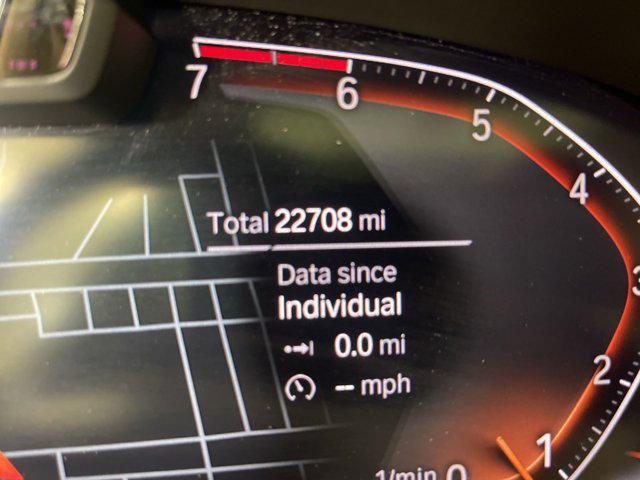 7
6
5
4
3
Total 22708 mi
Data since
Individual
0.0 mi
-- mph
2
1
1/min 0